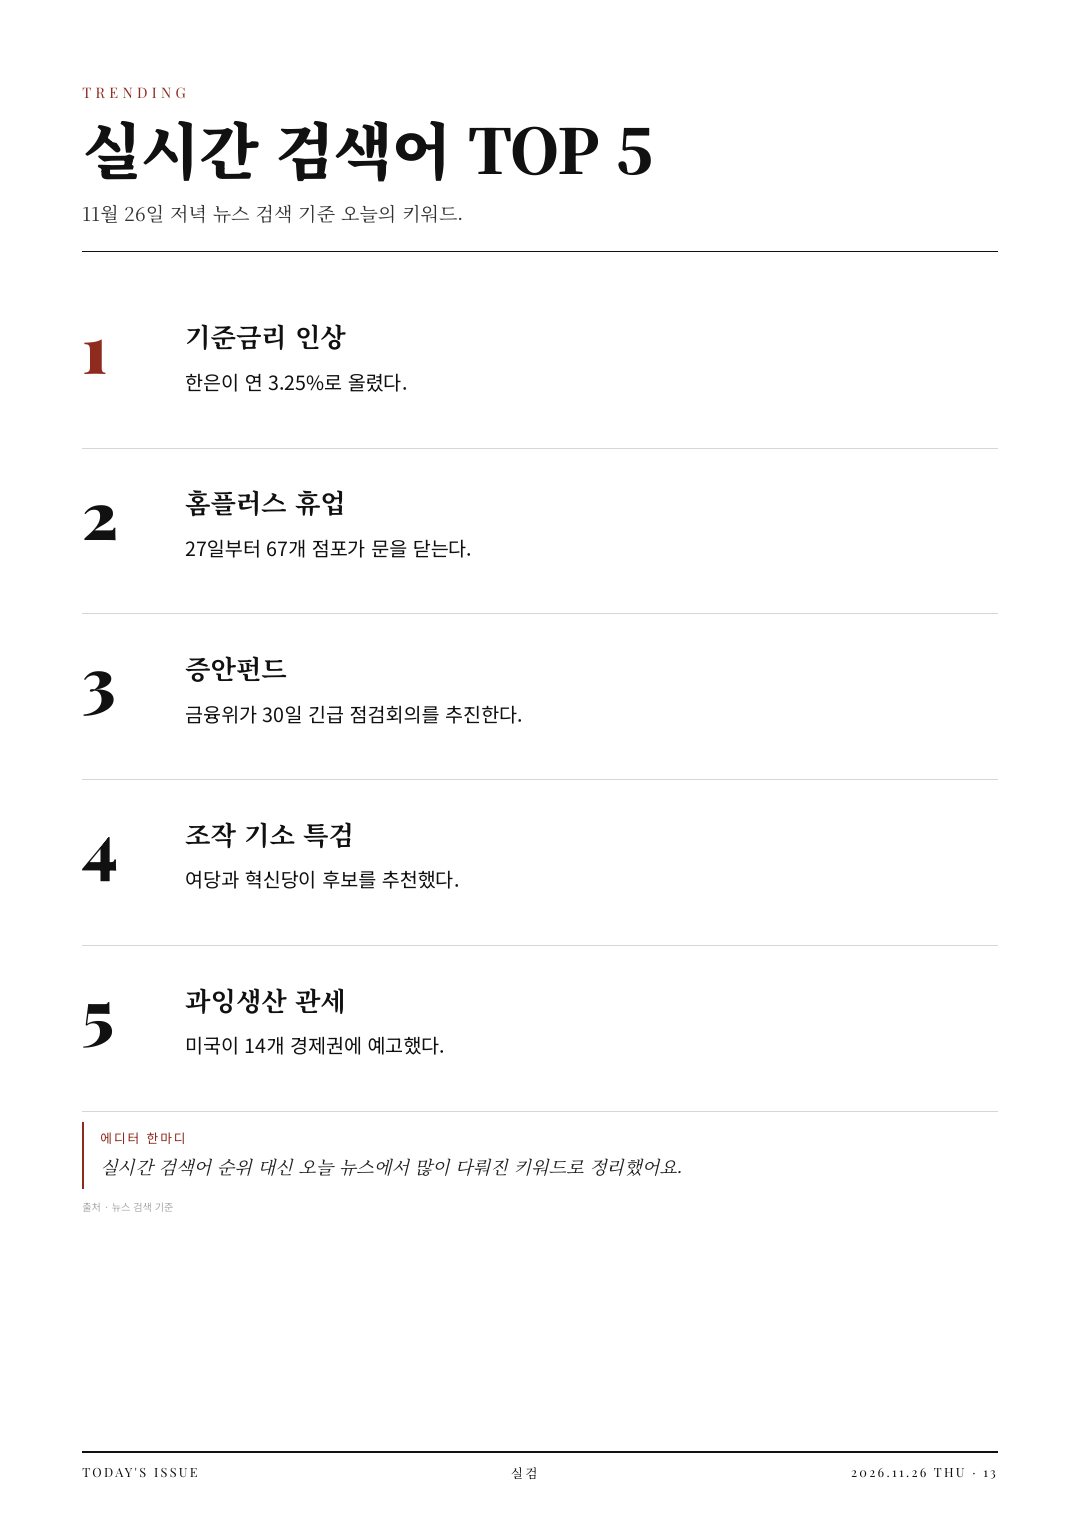 TRENDING
실시간 검색어 TOP 5
11월 26일 저녁 뉴스 검색 기준 오늘의 키워드.
1
기준금리 인상
한은이 연 3.25%로 올렸다.
2
홈플러스 휴업
27일부터 67개 점포가 문을 닫는다.
3
증안펀드
금융위가 30일 긴급 점검회의를 추진한다.
4
조작 기소 특검
여당과 혁신당이 후보를 추천했다.
5
과잉생산 관세
미국이 14개 경제권에 예고했다.
에디터 한마디
실시간 검색어 순위 대신 오늘 뉴스에서 많이 다뤄진 키워드로 정리했어요.
출처 · 뉴스 검색 기준
TODAY'S ISSUE 실검 2026.11.26 THU · 13